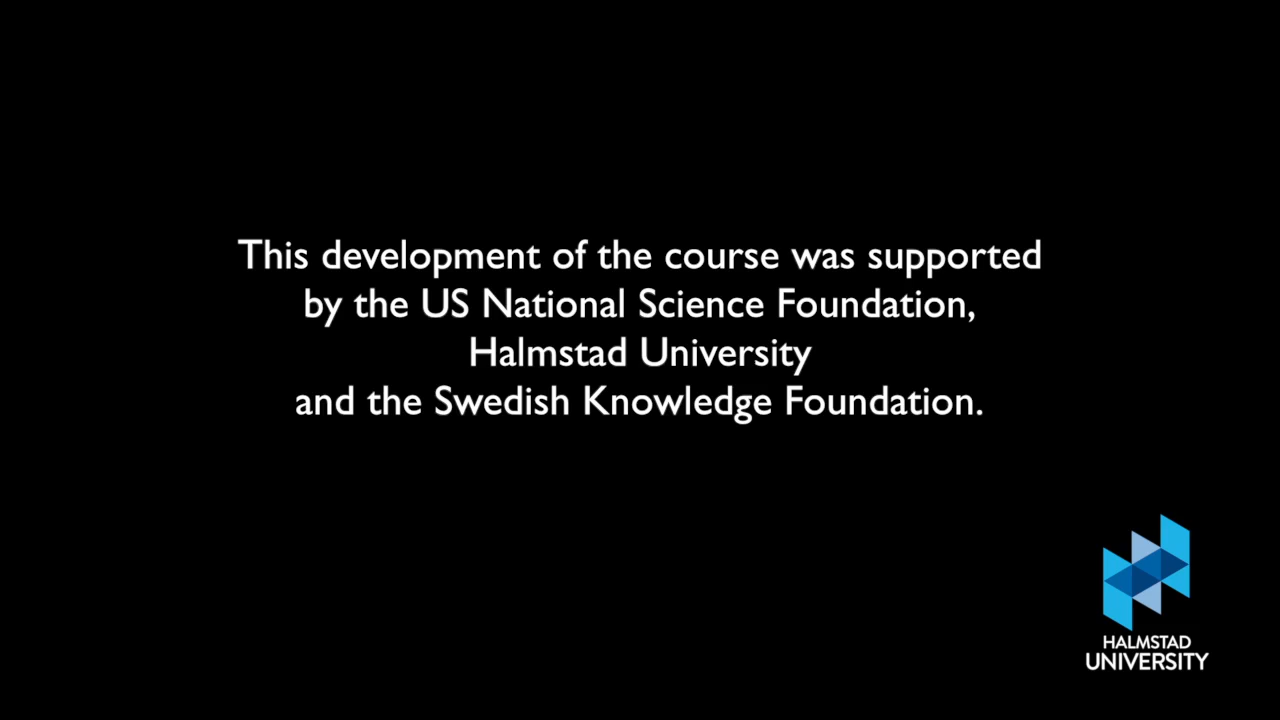 This development of the course was supported
by the US National Science Foundation,
Halmstad University
and the Swedish Knowledge Foundation.
HALMSTAD
UNIVERSITY